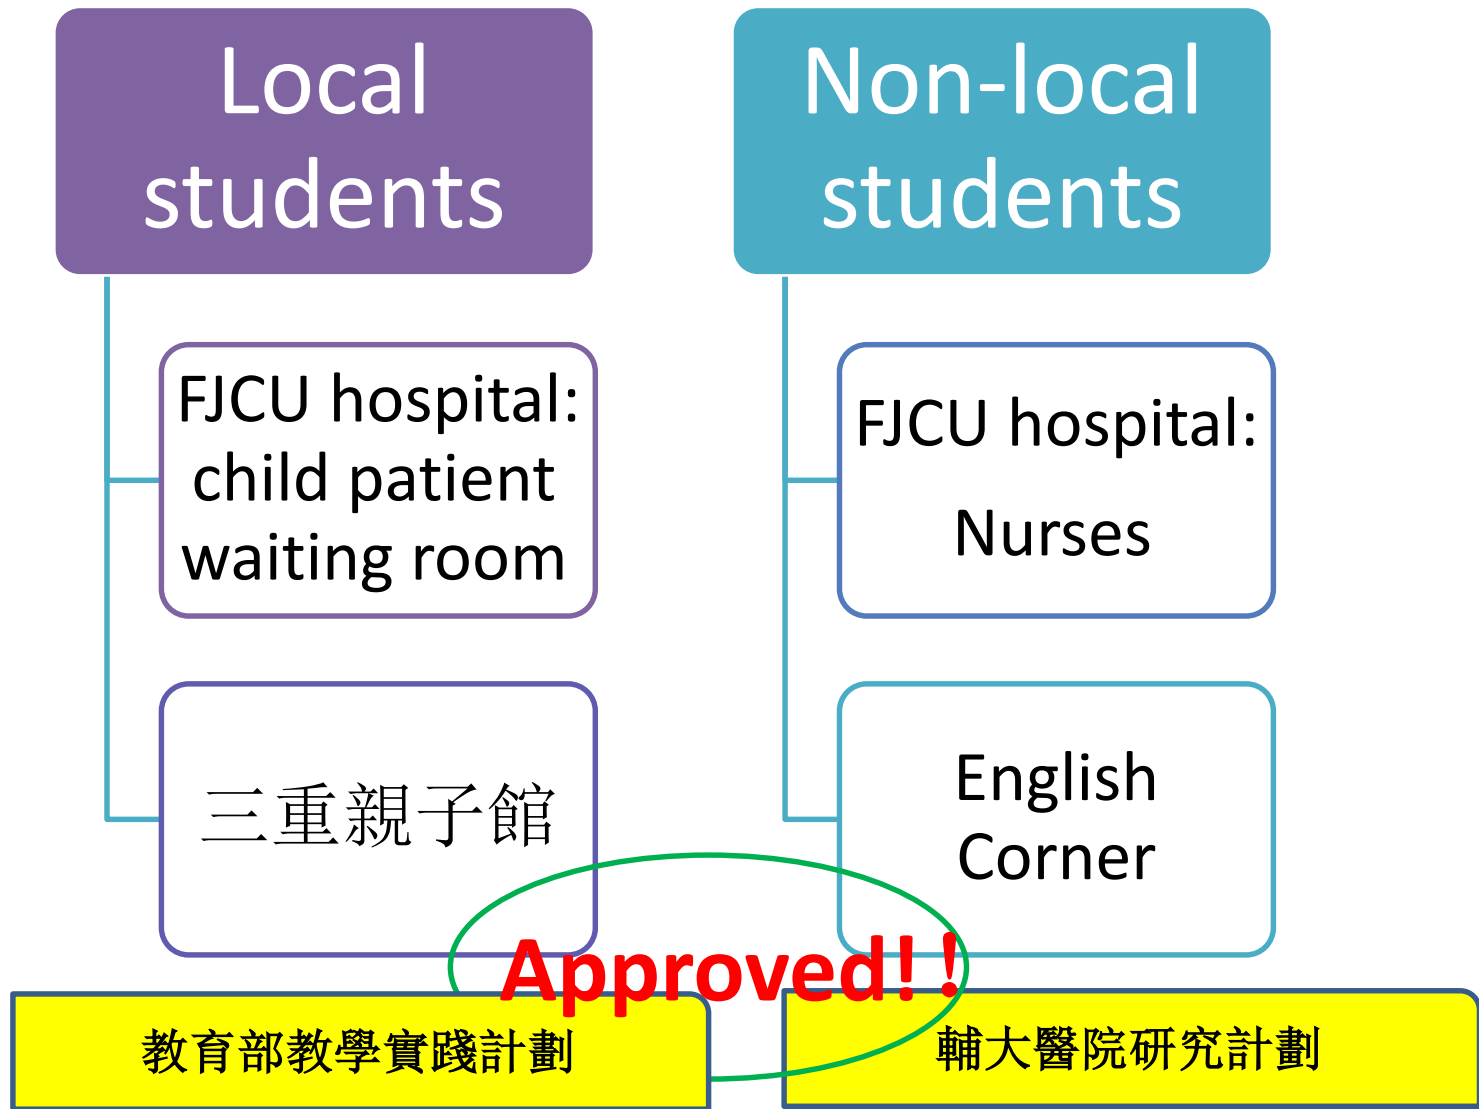 Local
students
FJCU hospital:
child patient
waiting room
三重親子館
Non-local
students
FJCU hospital:
Nurses
English
Corner
Approved!！
教育部教學實踐計劃
輔大醫院研究計劃